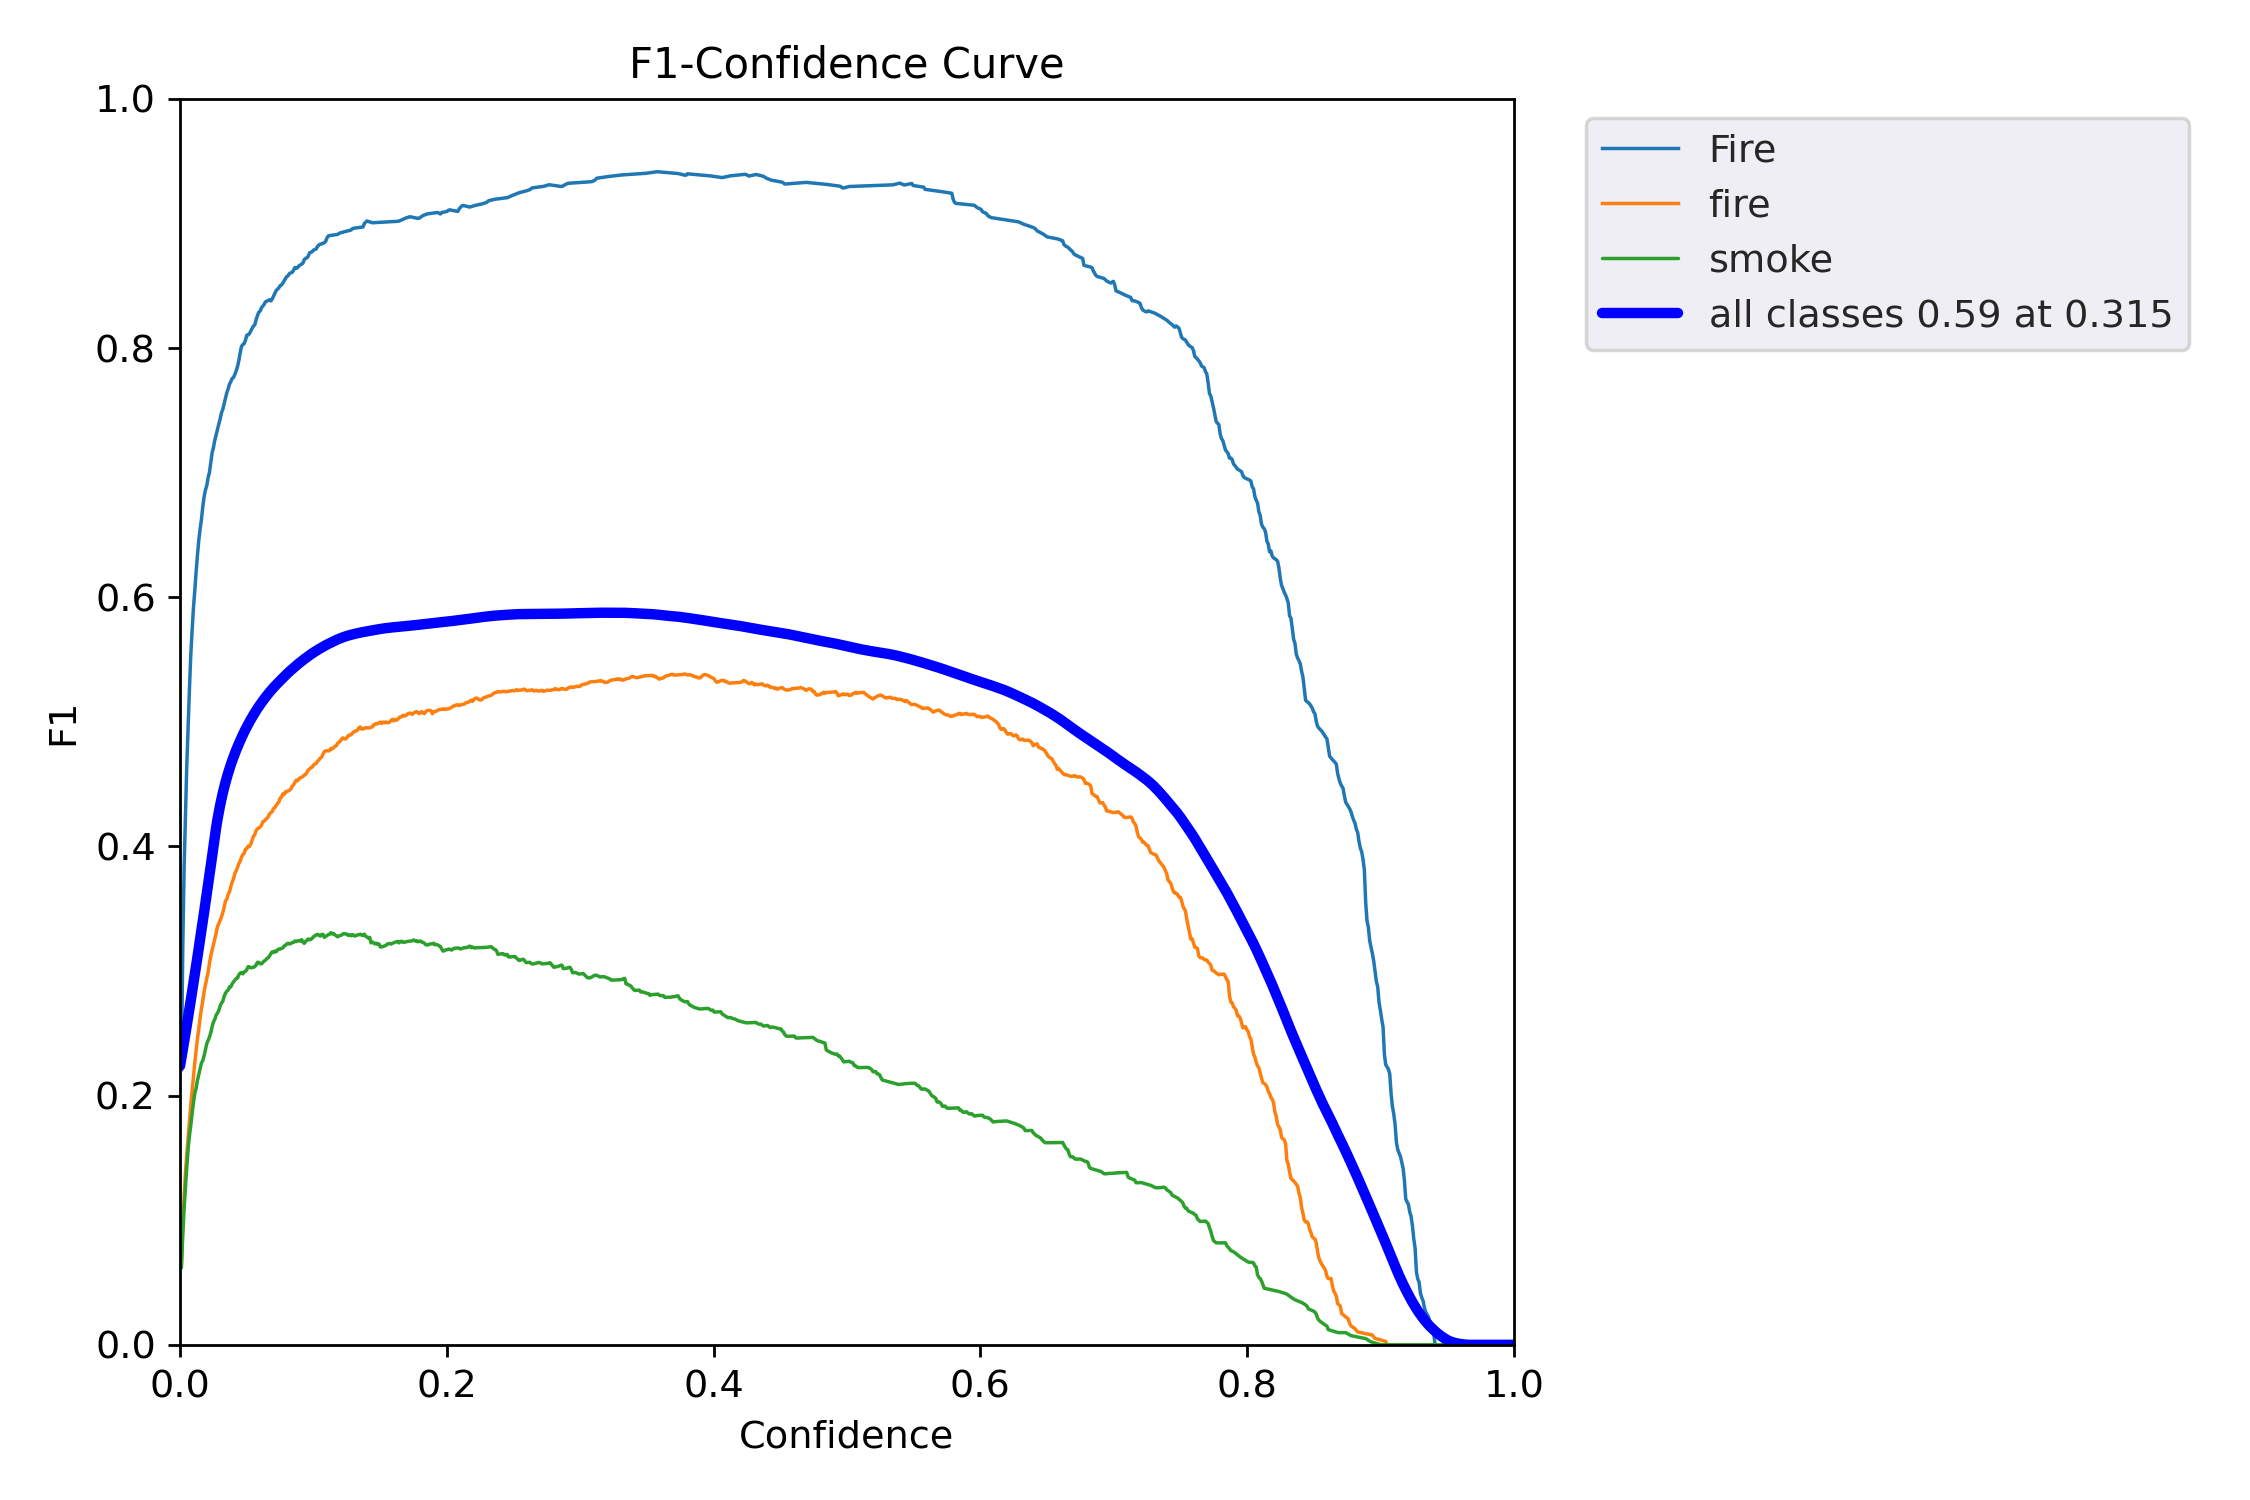 F1-Confidence Curve
1.0
0.8
0.6
0.4
0.2
0.0
F1
0.0 0.2 0.4 0.6 0.8 1.0
Confidence
Fire
fire
smoke
all classes 0.59 at 0.315